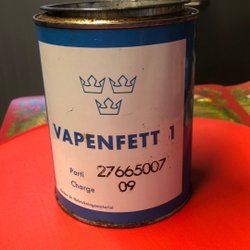 VAPENFETT 1
Parti 27665007
Charge 09